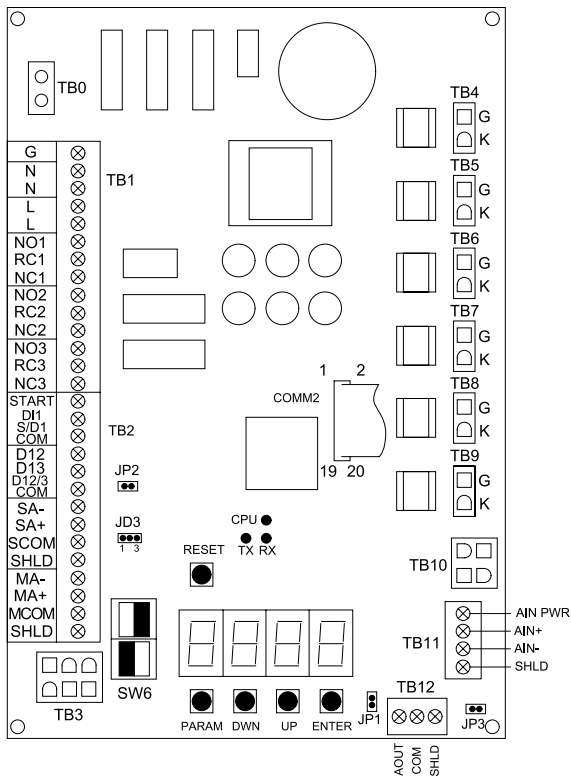 TB0
TB4
G
K
G
TB1
N
N
L
L
TB5
G
K
NO1
RC1
NC1
TB6
G
K
NO2
RC2
NC2
TB7
G
K
NO3
RC3
NC3
1 2
COMM2
19 20
TB8
G
K
START
DI1
S/D1
COM
TB2
D12
D13
D12/3
COM
JP2
TB9
G
K
SA-
SA+
SCOM
SHLD
JD3
1 3
CPU
TX RX
RESET
TB10
MA-
MA+
MCOM
SHLD
SW6
TB3
TB11
AIN PWR
AIN+
AIN-
SHLD
PARAM DWN UP ENTER
JP1
TB12
JP3
AOUT
COM
SHLD